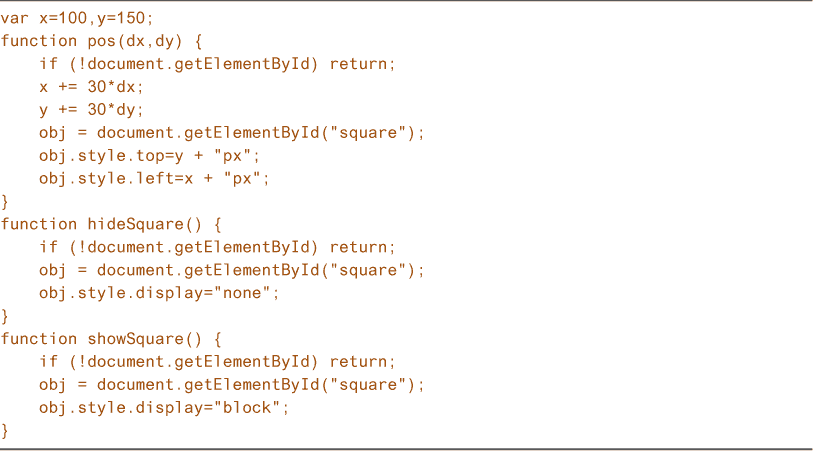 var x=100,y=150;
function pos(dx,dy) {
    if (!document.getElementById) return;
    x += 30*dx;
    y += 30*dy;
    obj = document.getElementById("square");
    obj.style.top=y + "px";
    obj.style.left=x + "px";
}
function hideSquare() {
    if (!document.getElementById) return;
    obj = document.getElementById("square");
    obj.style.display="none";
}
function showSquare() {
    if (!document.getElementById) return;
    obj = document.getElementById("square");
    obj.style.display="block";
}